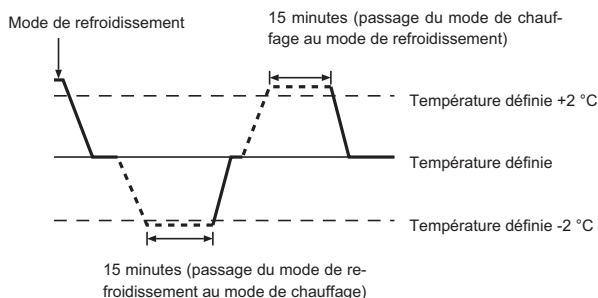 Mode de refroidissement
15 minutes (passage du mode de chauf-
fage au mode de refroidissement)
Température définie +2 °C
Température définie
Température définie -2 °C
15 minutes (passage du mode de re-
froidissement au mode de chauffage)